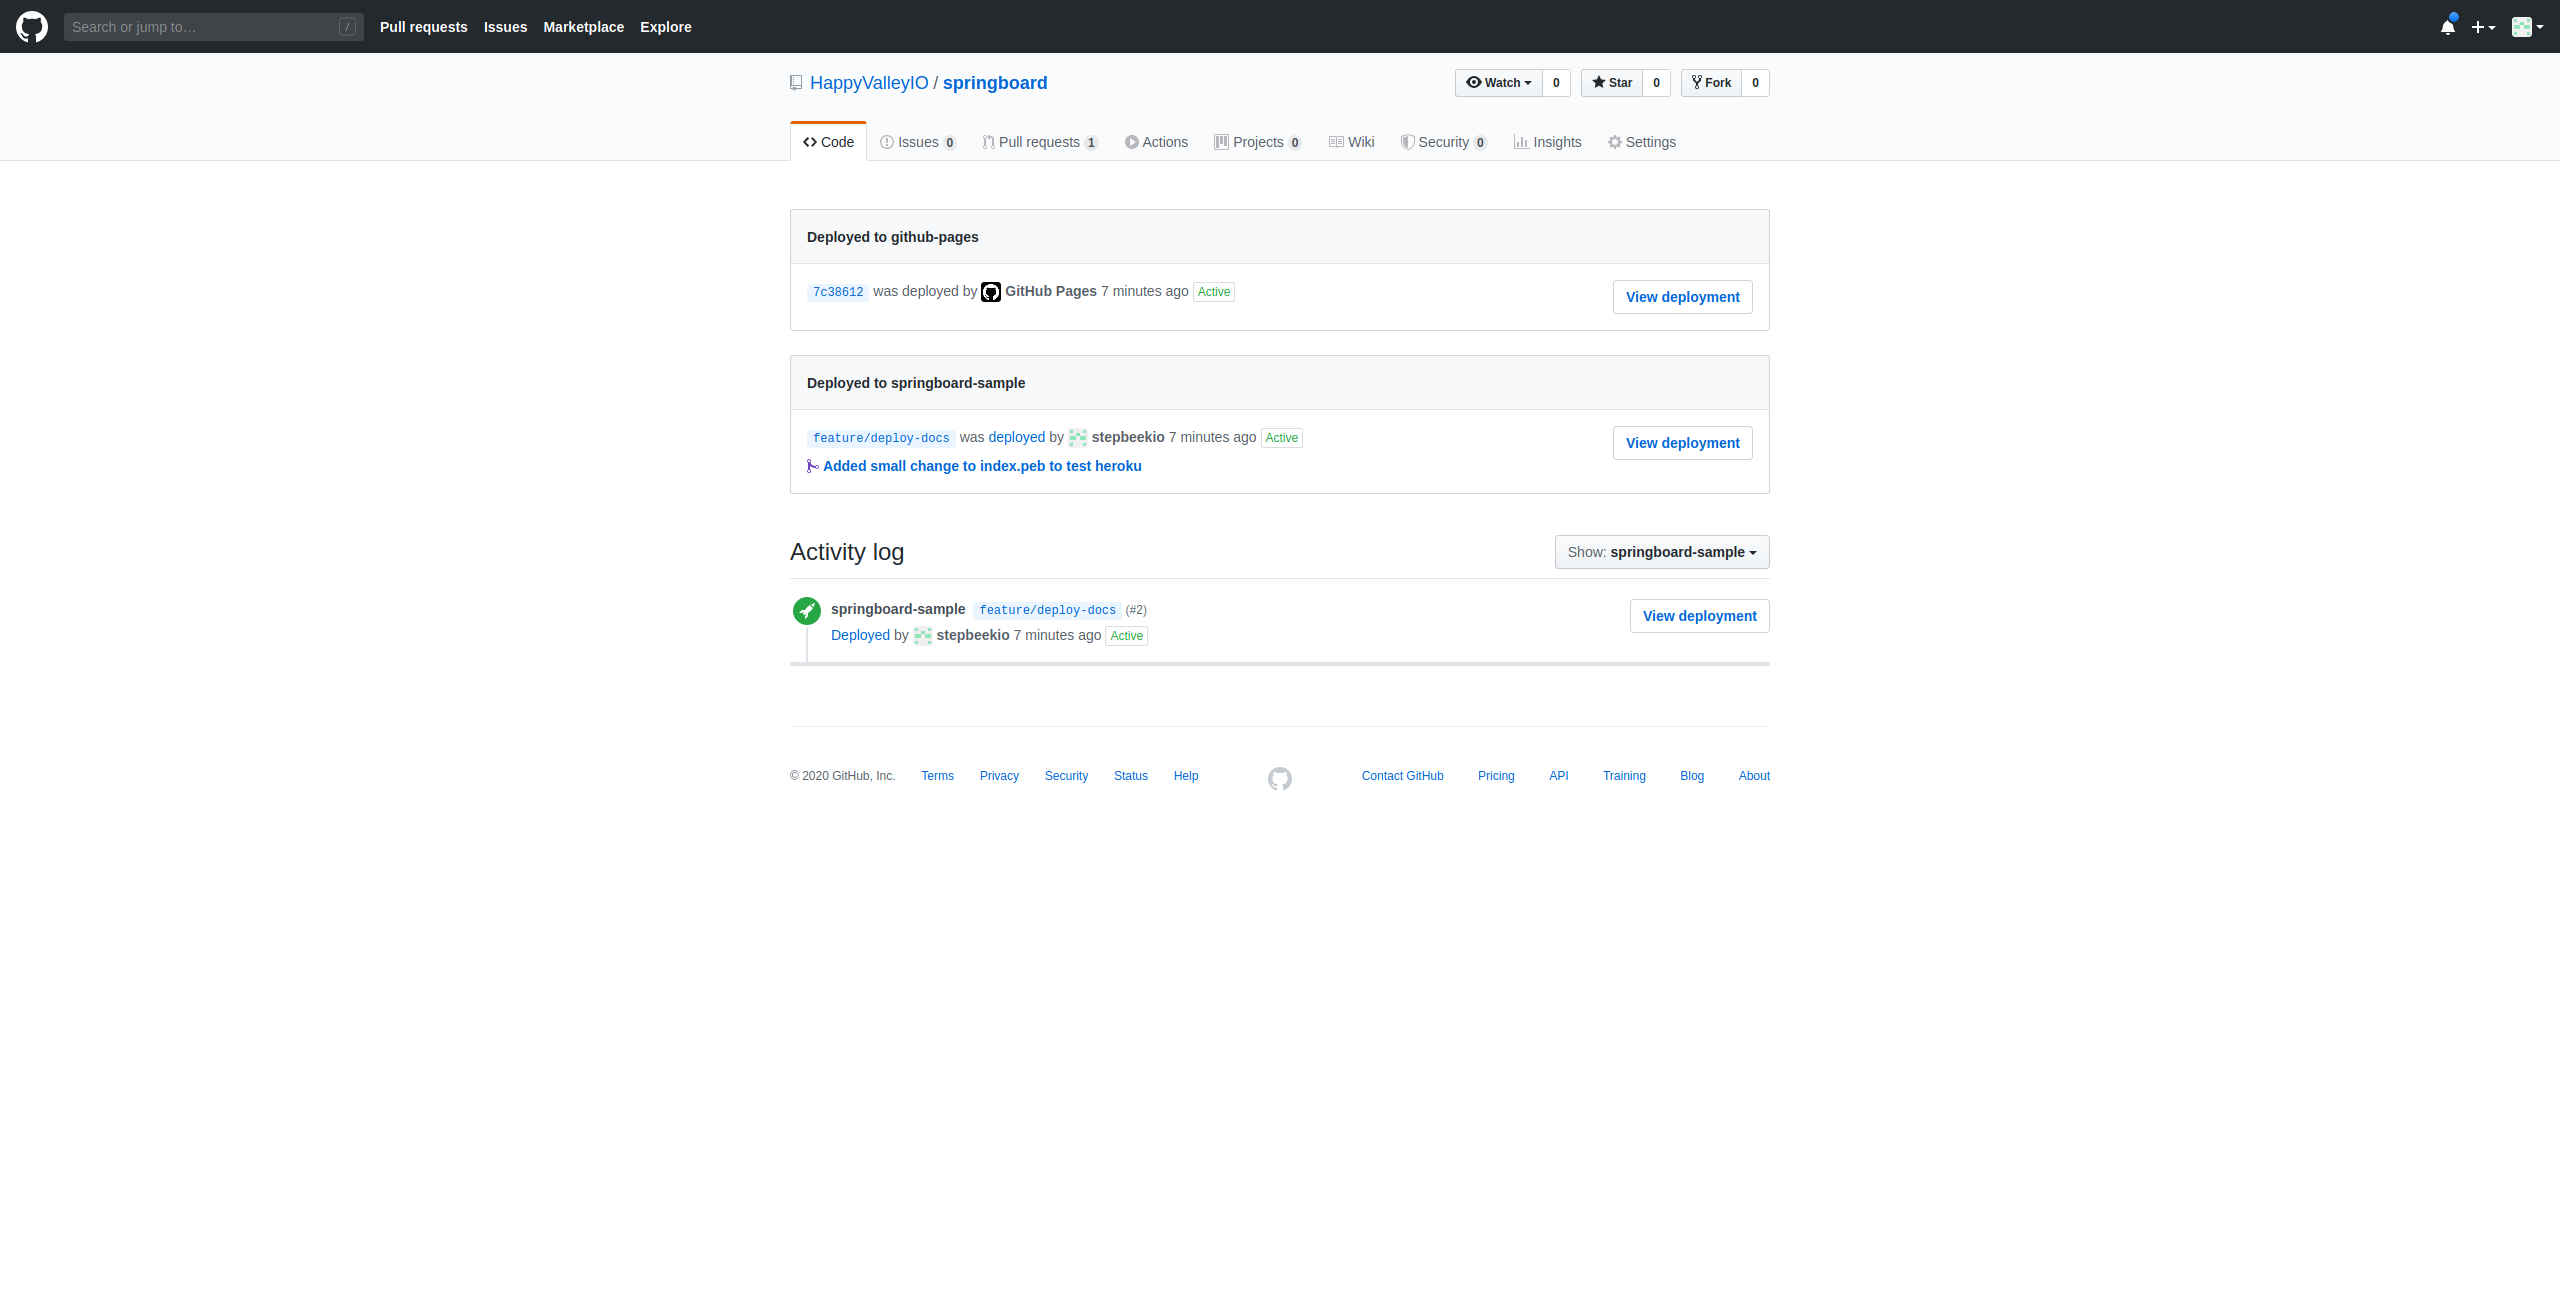 Search or jump to… / Pull requests Issues Marketplace Explore
HappyValleyIO / springboard Watch 0 Star 0 Fork 0
Code Issues 0 Pull requests 1 Actions Projects 0 Wiki Security 0 Insights Settings
Deployed to github-pages
7c38612 was deployed by GitHub Pages 7 minutes ago Active View deployment
Deployed to springboard-sample
feature/deploy-docs was deployed by stepbeekio 7 minutes ago Active View deployment
Added small change to index.peb to test heroku
Activity log Show: springboard-sample
springboard-sample feature/deploy-docs (#2) View deployment
Deployed by stepbeekio 7 minutes ago Active
© 2020 GitHub, Inc. Terms Privacy Security Status Help Contact GitHub Pricing API Training Blog About